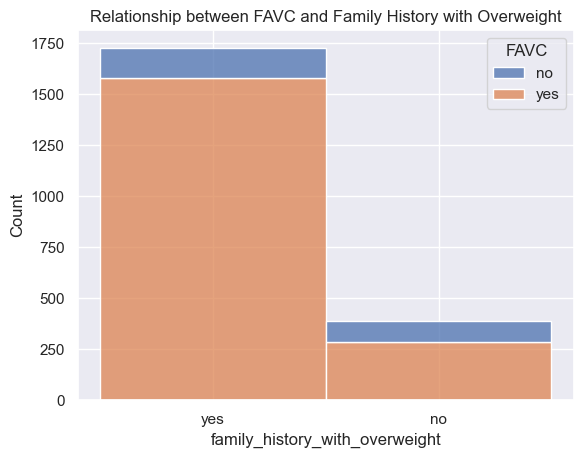 Relationship between FAVC and Family History with Overweight
FAVC
no
yes
1750
1500
1250
1000
750
500
250
0
Count
yes
no
family_history_with_overweight